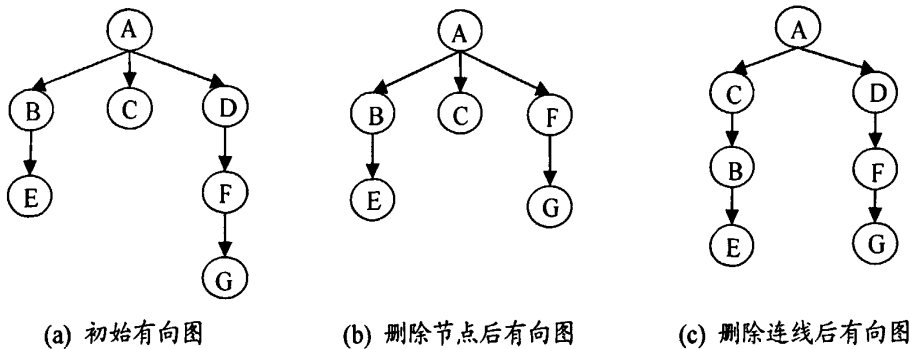 A A A
B C D B C F C D
E F E G B F
G E G
(a) 初始有向图 (b) 删除节点后有向图 (c) 删除连线后有向图